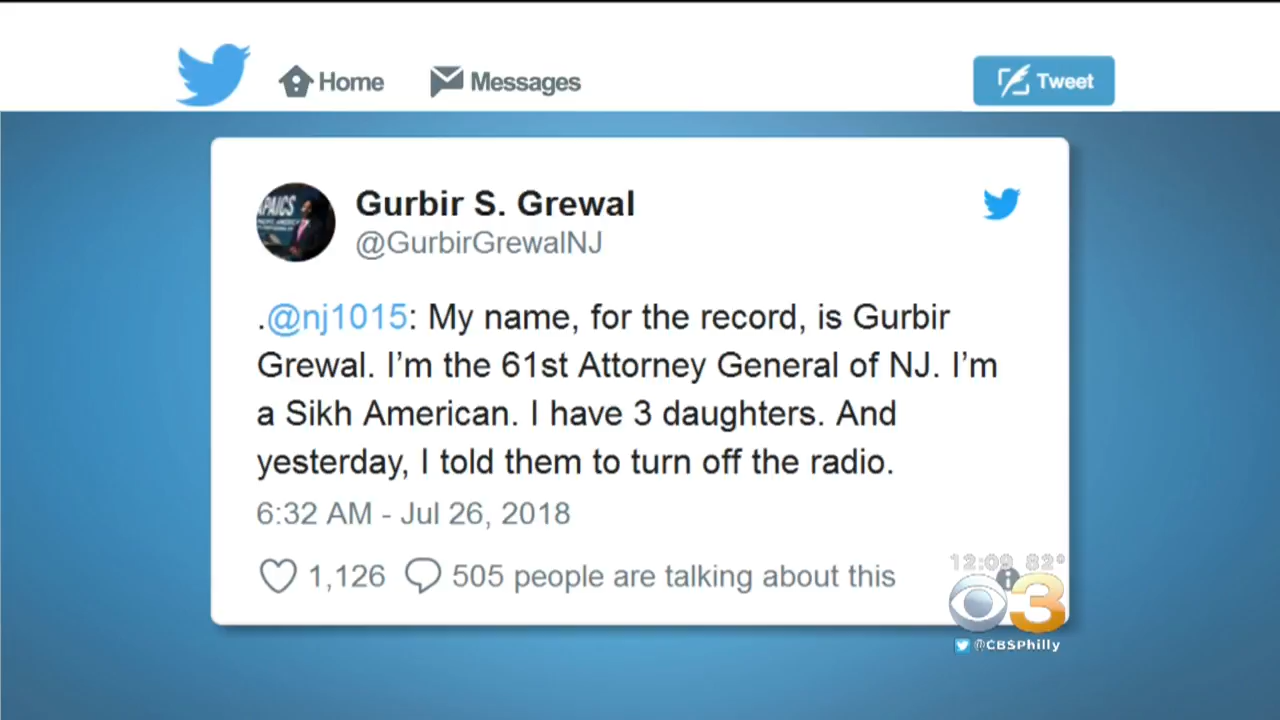 Home Messages Tweet
APAICS
Gurbir S. Grewal
@GurbirGrewalNJ
.@nj1015: My name, for the record, is Gurbir
Grewal. I’m the 61st Attorney General of NJ. I’m
a Sikh American. I have 3 daughters. And
yesterday, I told them to turn off the radio.
6:32 AM - Jul 26, 2018
1,126 505 people are talking about this
12:09 82°
3
@CBSPhilly